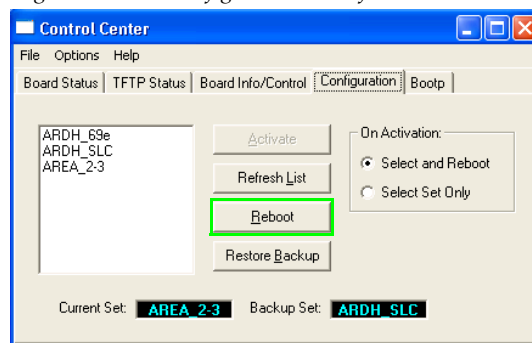 Control Center
File Options Help
Board Status TFTP Status Board Info/Control Configuration Bootp
ARDH_69e
ARDH_SLC
AREA_2-3
Activate
Refresh List
Reboot
Restore Backup
On Activation:
Select and Reboot
Select Set Only
Current Set: AREA_2-3 Backup Set: ARDH_SLC